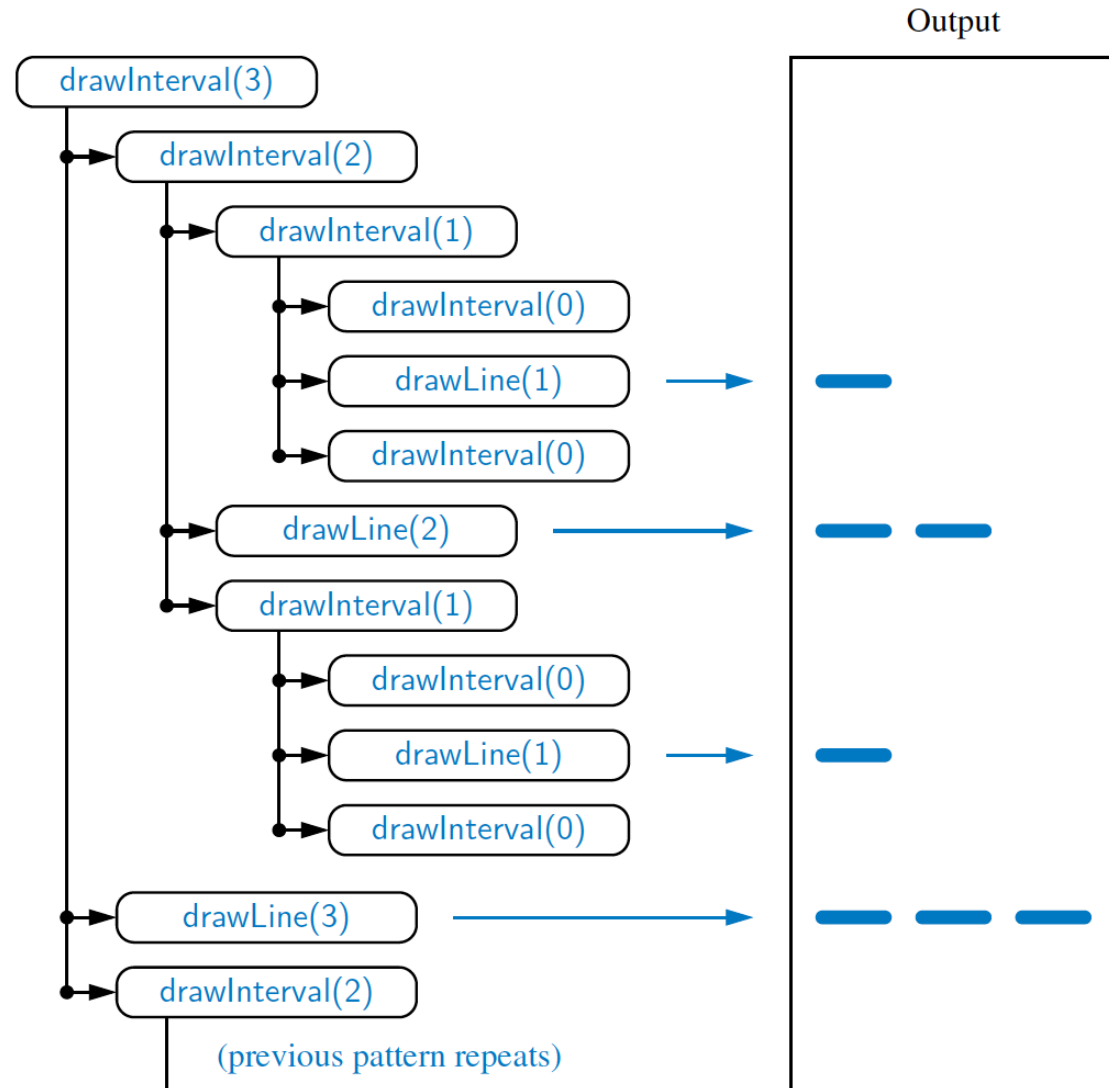 Output
drawInterval(3)
drawInterval(2)
drawInterval(1)
drawInterval(0)
drawLine(1)
drawInterval(0)
drawLine(2)
drawInterval(1)
drawInterval(0)
drawLine(1)
drawInterval(0)
drawLine(3)
drawInterval(2)
(previous pattern repeats)